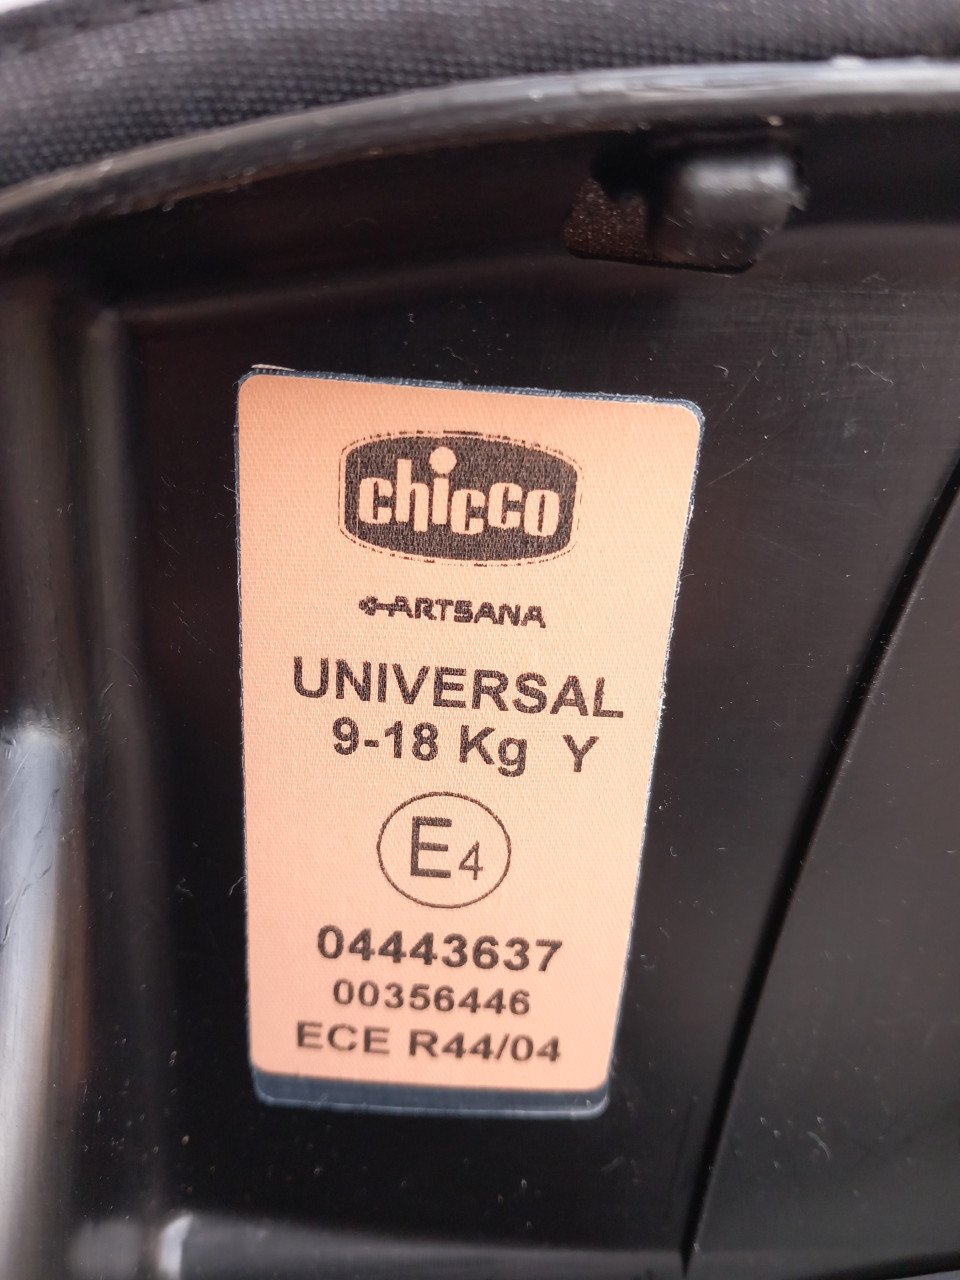 chicco
ARTSANA
UNIVERSAL
9-18 Kg Y
E4
04443637
00356446
ECE R44/04